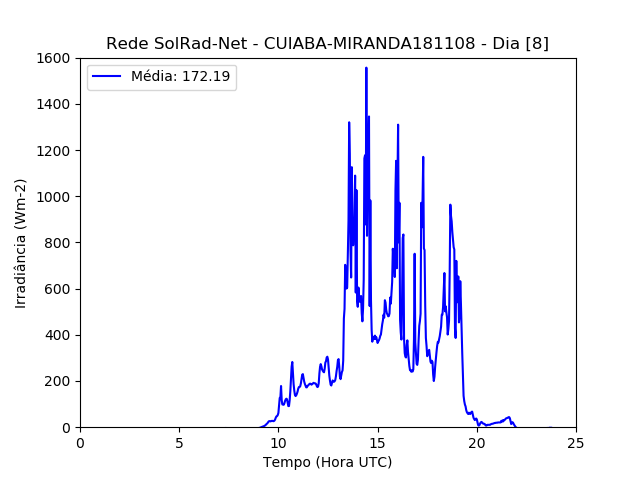 Rede SolRad-Net - CUIABA-MIRANDA181108 - Dia [8]
Média: 172.19
Irradiância (Wm-2)
1600
1400
1200
1000
800
600
400
200
0
0 5 10 15 20 25
Tempo (Hora UTC)